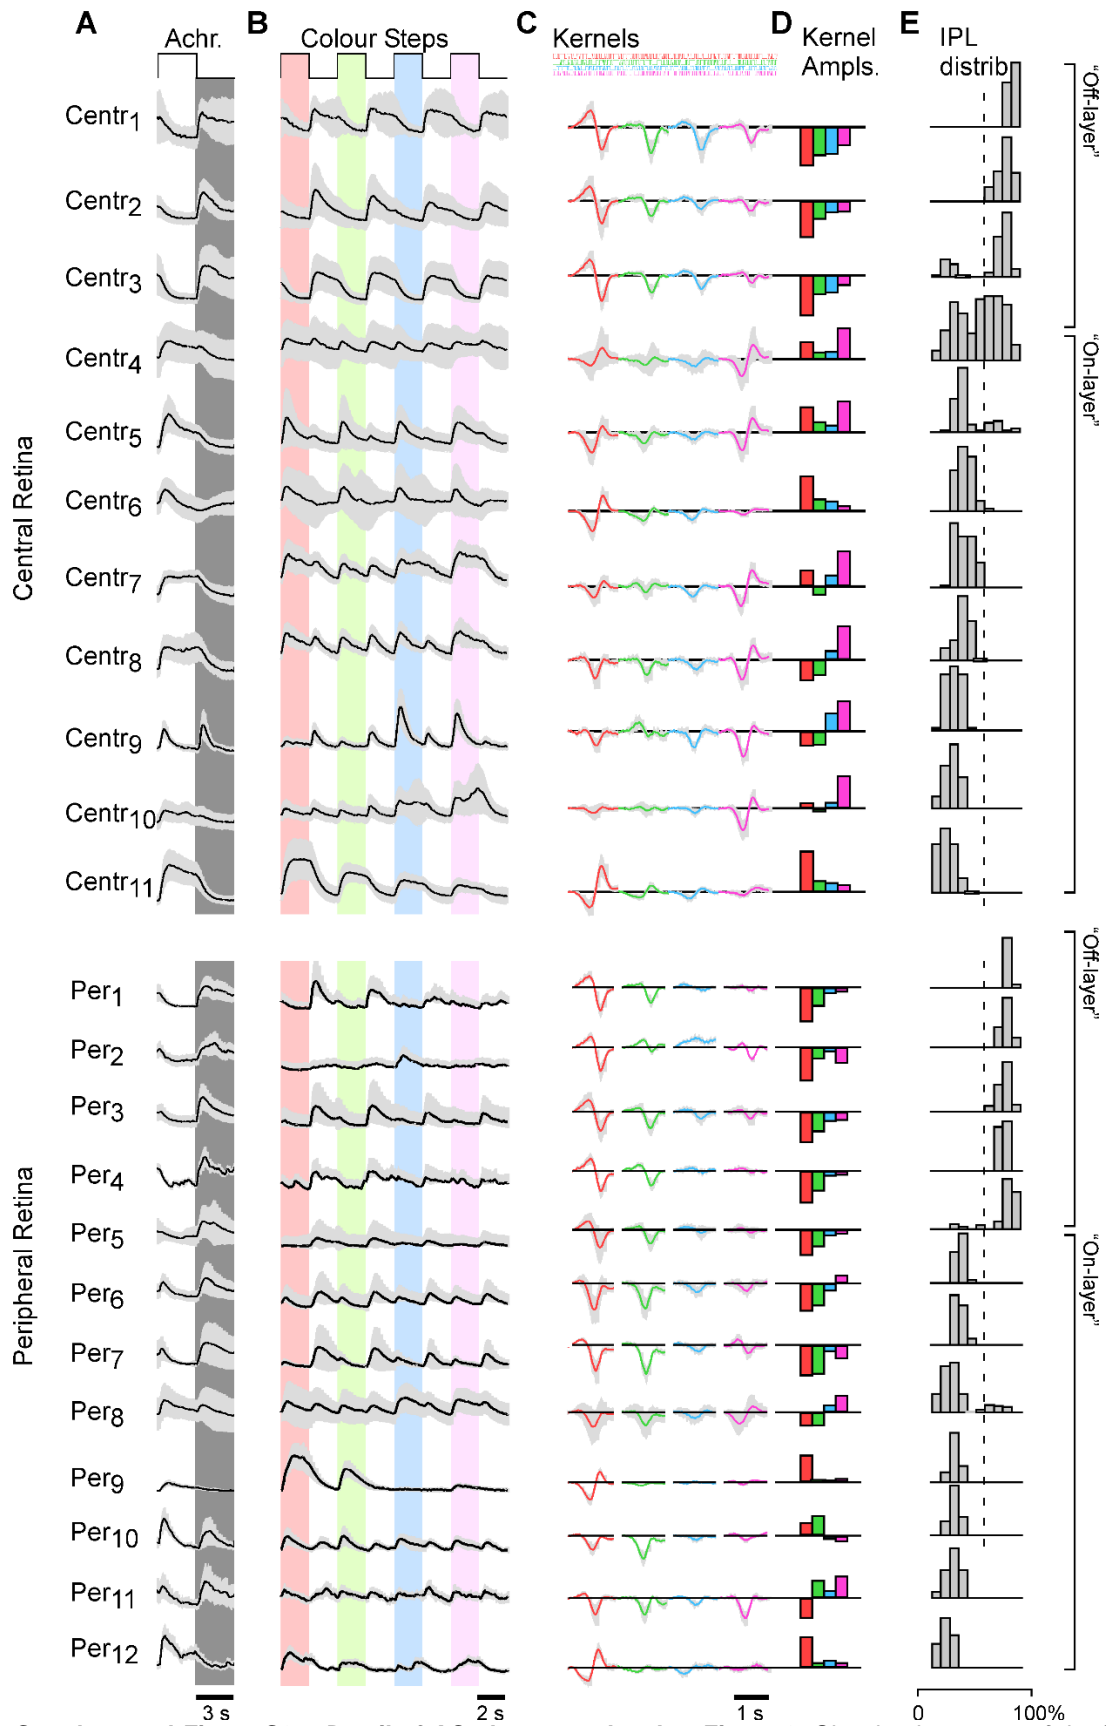 A B C D E
Achr. Colour Steps Kernels Kernel Ampls. IPL distrib
Central Retina
Centr1
Centr2
Centr3
Centr4
Centr5
Centr6
Centr7
Centr8
Centr9
Centr10
Centr11
"Off-layer"
"On-layer"
Peripheral Retina
Per1
Per2
Per3
Per4
Per5
Per6
Per7
Per8
Per9
Per10
Per11
Per12
"Off-layer"
"On-layer"
3 s 2 s 1 s 0 100%